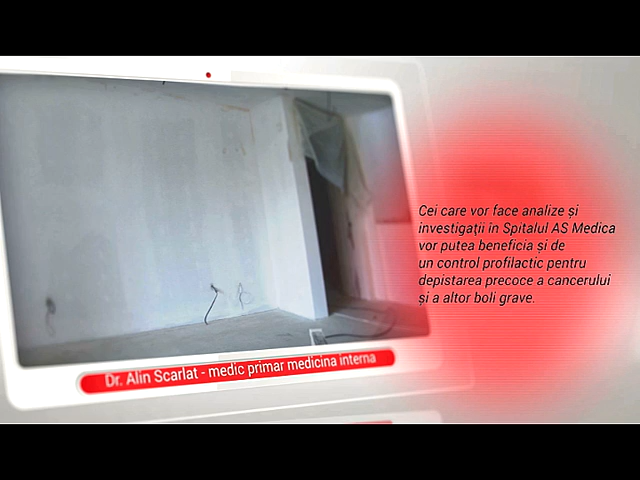 Cei care vor face analize și
investigaţii în Spitalul AS Medica
vor putea beneficia și de
un control profilactic pentru
depistarea precoce a cancerului
și a altor boli grave.
Dr. Alin Scarlat - medic primar medicina interna